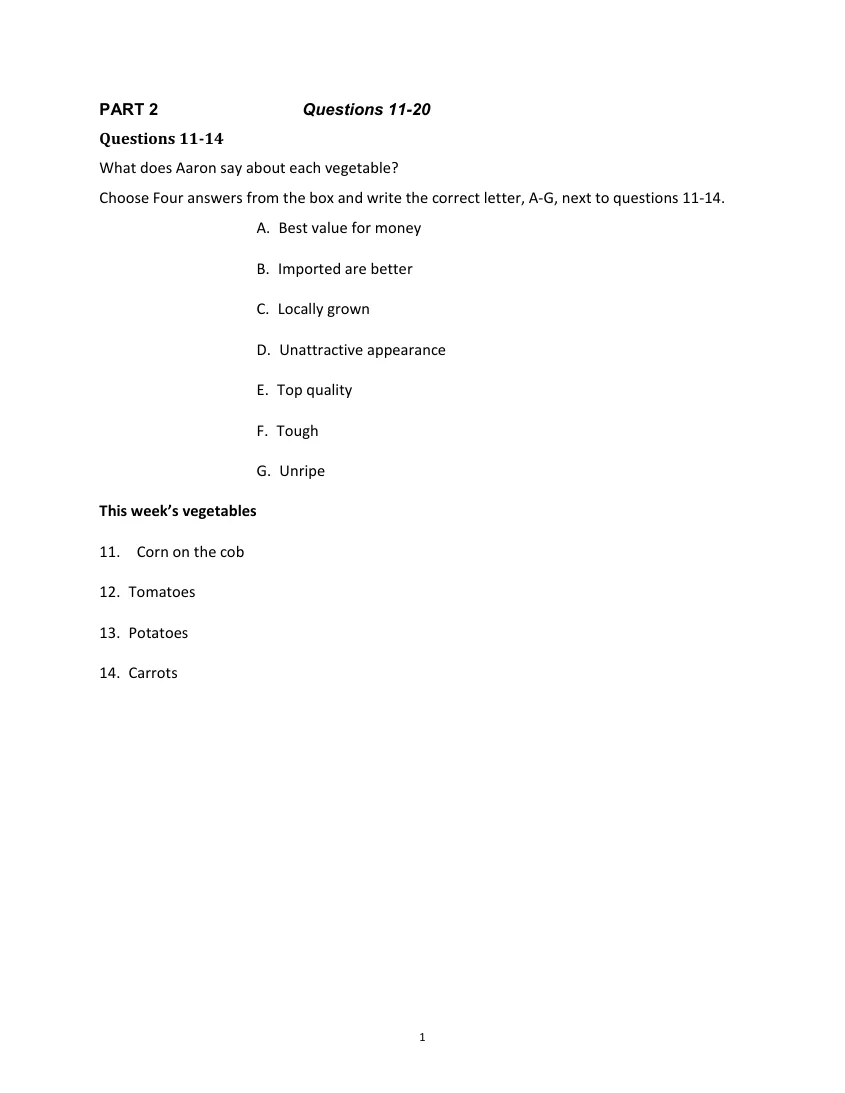 PART 2 Questions 11-20
Questions 11-14
What does Aaron say about each vegetable?
Choose Four answers from the box and write the correct letter, A-G, next to questions 11-14.
A. Best value for money
B. Imported are better
C. Locally grown
D. Unattractive appearance
E. Top quality
F. Tough
G. Unripe
This week’s vegetables
11. Corn on the cob
12. Tomatoes
13. Potatoes
14. Carrots
1